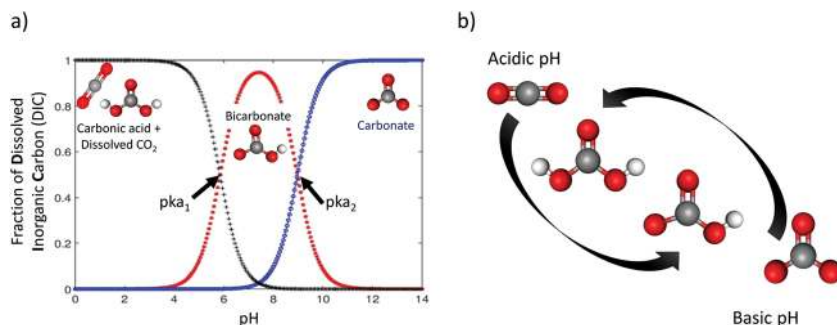 a)
Fraction of Dissolved
Inorganic Carbon (DIC)
1
0.8
0.6
0.4
0.2
0
0
2
4
6
8
10
12
14
pH
Carbonic acid +
Dissolved CO₂
Bicarbonate
Carbonate
pka₁
pka₂
b)
Acidic pH
Basic pH